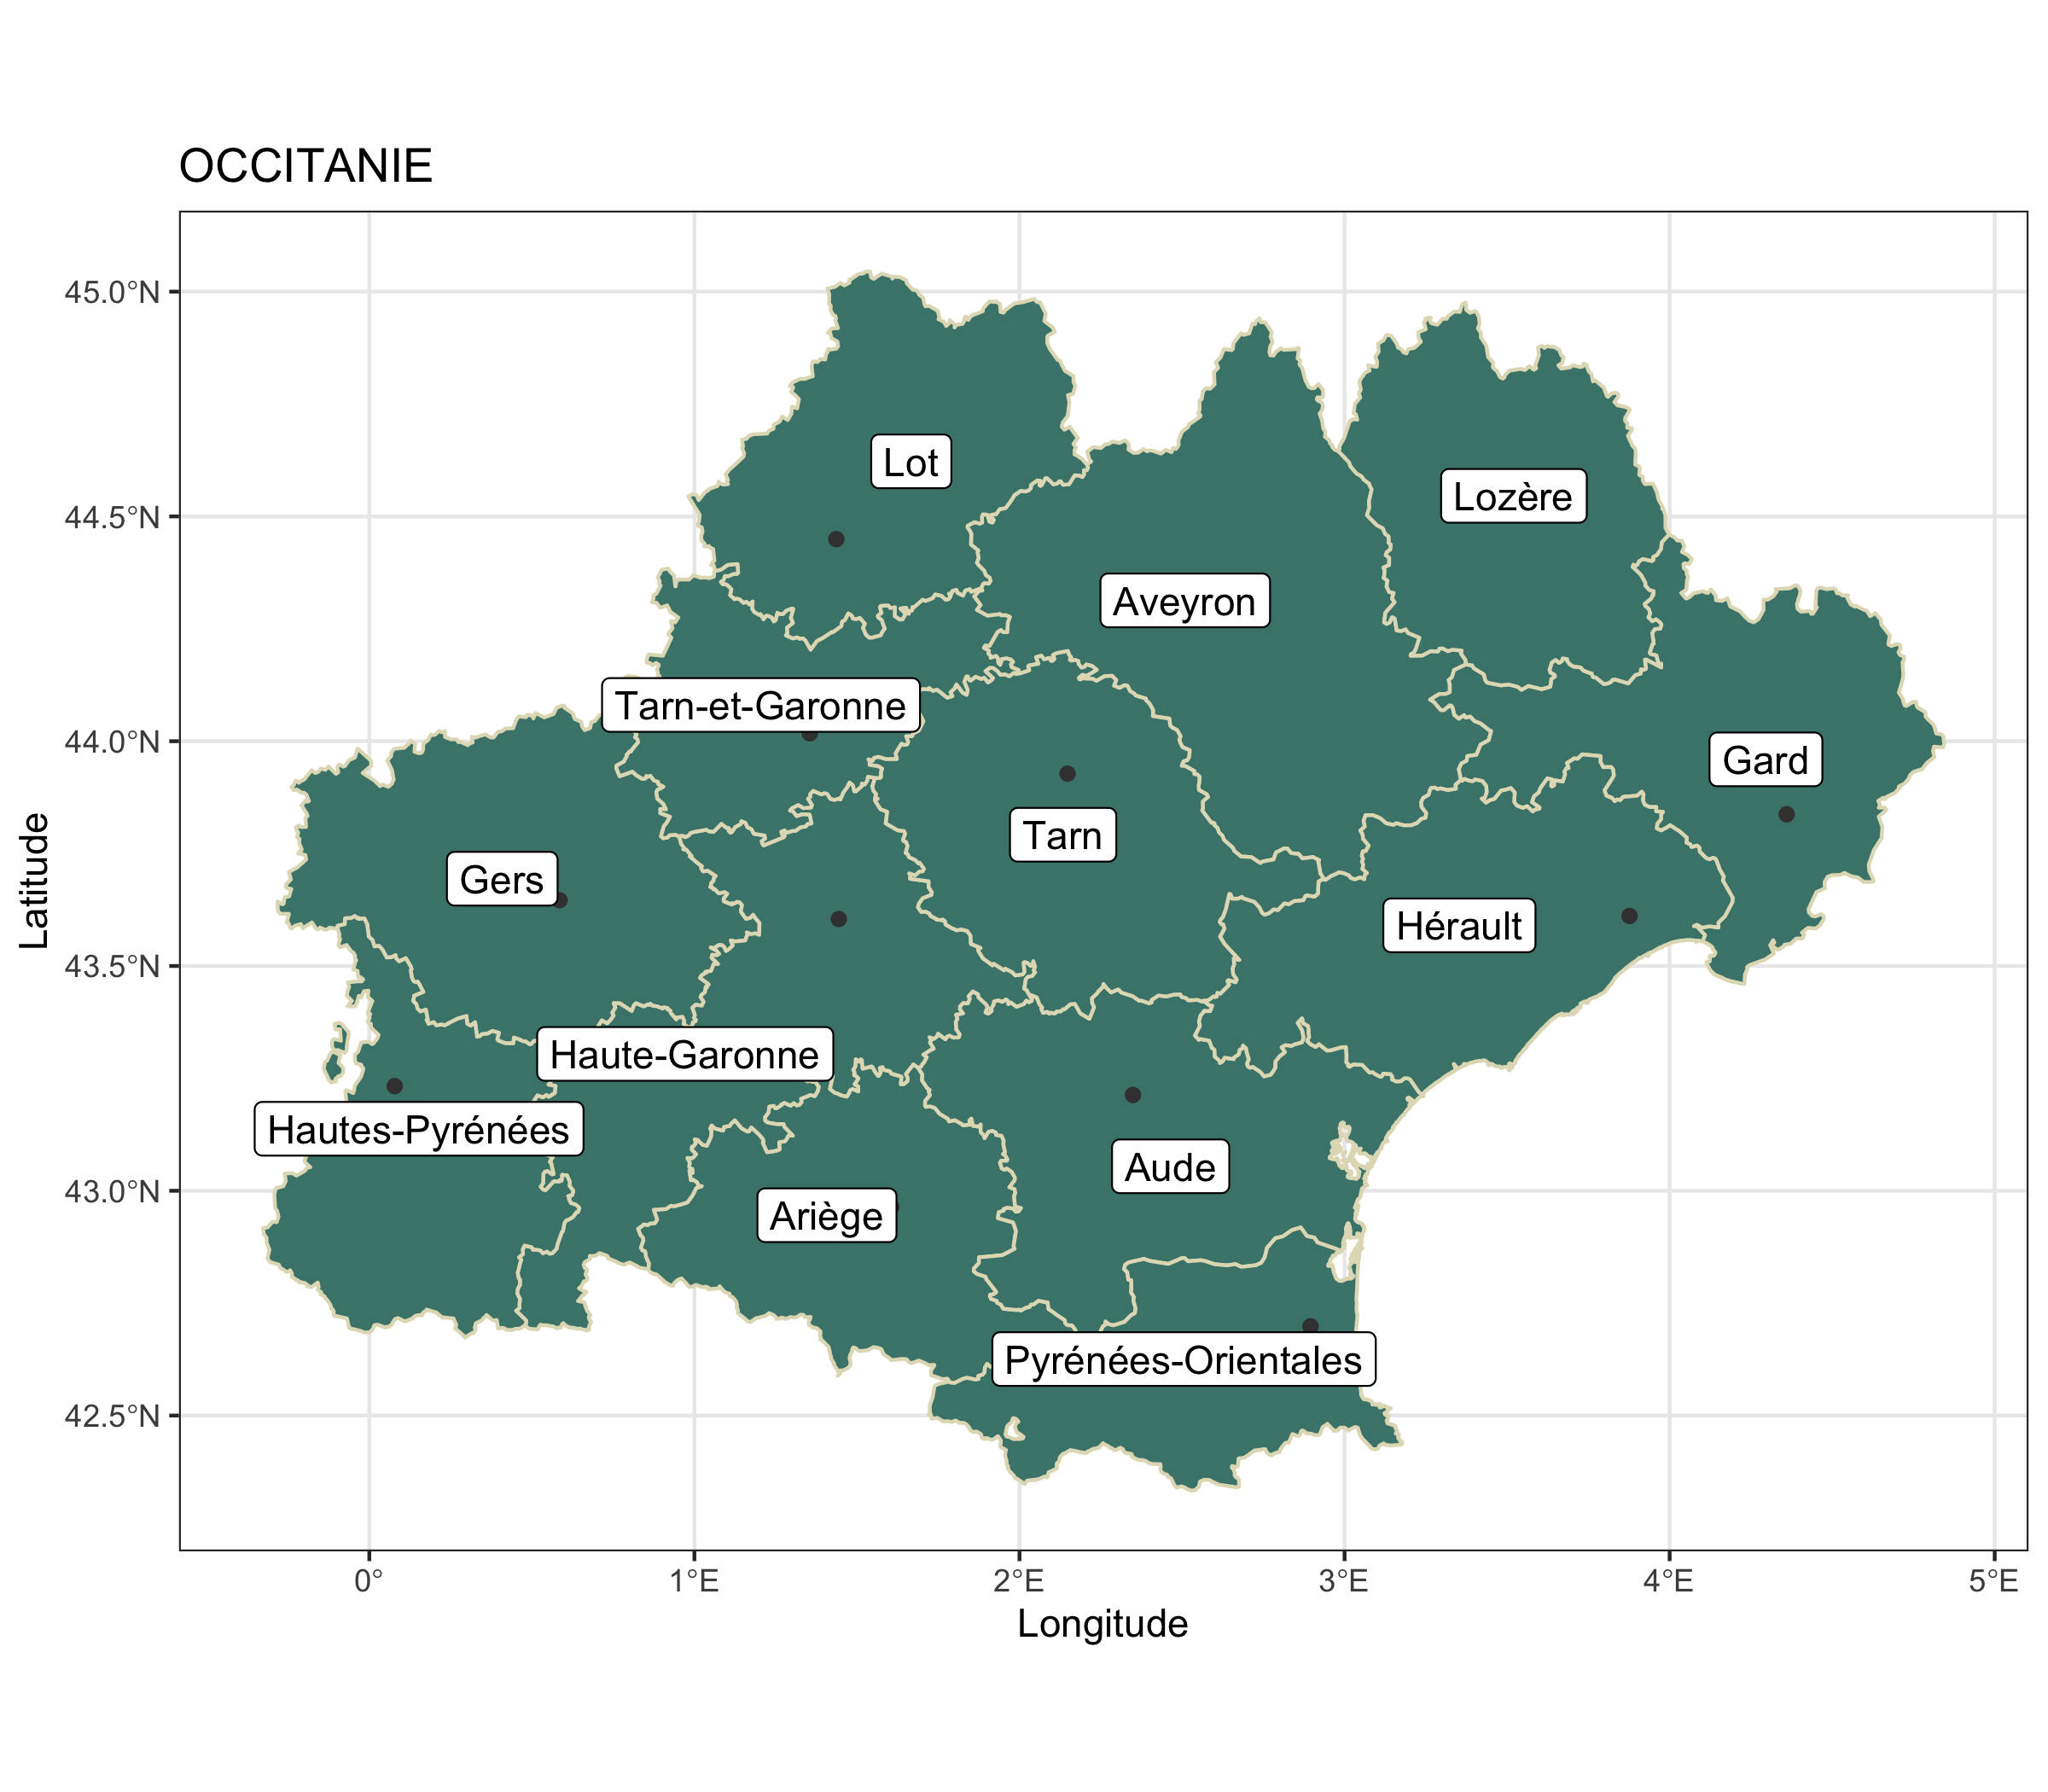 OCCITANIE
45.0°N
44.5°N
44.0°N
43.5°N
43.0°N
42.5°N
Latitude
Lot
Lozère
Aveyron
Tarn-et-Garonne
Gard
Tarn
Gers
Hérault
Haute-Garonne
Hautes-Pyrénées
Aude
Ariège
Pyrénées-Orientales
0°
1°E
2°E
3°E
4°E
5°E
Longitude